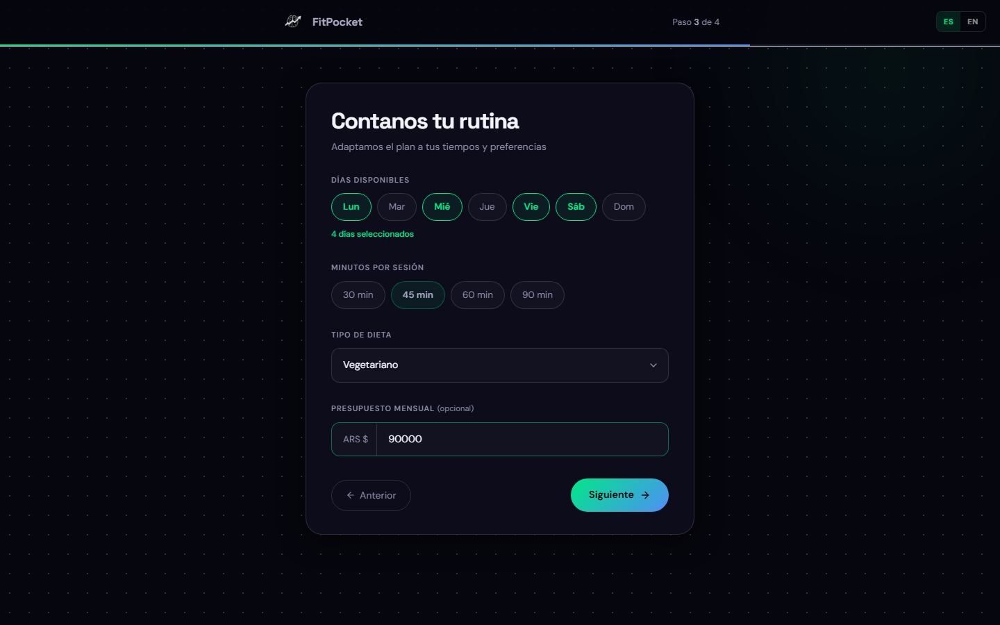 FitPocket
Paso 3 de 4
ES EN
Contanos tu rutina
Adaptamos el plan a tus tiempos y preferencias
DÍAS DISPONIBLES
Lun Mar Mié Jue Vie Sáb Dom
4 días seleccionados
MINUTOS POR SESIÓN
30 min 45 min 60 min 90 min
TIPO DE DIETA
Vegetariano
PRESUPUESTO MENSUAL (opcional)
ARS $ 90000
← Anterior Siguiente →